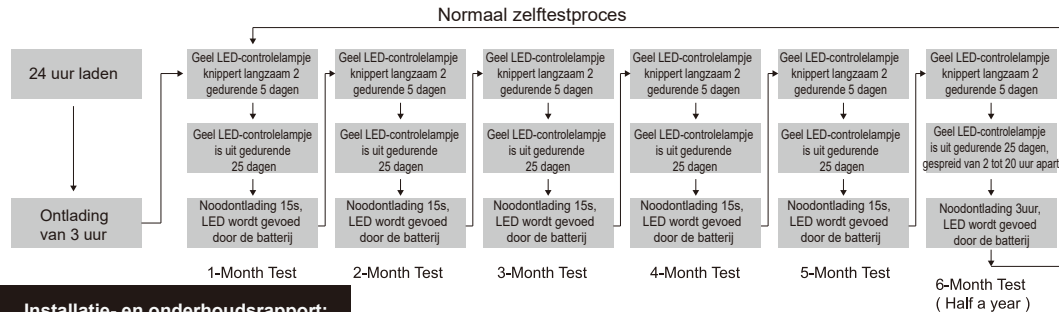 Normaal zelftestproces
24 uur laden
Ontlading
van 3 uur
Geel LED-controlelampje
knippert langzaam 2
gedurende 5 dagen
Geel LED-controlelampje
is uit gedurende
25 dagen
Noodontlading 15s,
LED wordt gevoed
door de batterij
1-Month Test
Geel LED-controlelampje
knippert langzaam 2
gedurende 5 dagen
Geel LED-controlelampje
is uit gedurende
25 dagen
Noodontlading 15s,
LED wordt gevoed
door de batterij
2-Month Test
Geel LED-controlelampje
knippert langzaam 2
gedurende 5 dagen
Geel LED-controlelampje
is uit gedurende
25 dagen
Noodontlading 15s,
LED wordt gevoed
door de batterij
3-Month Test
Geel LED-controlelampje
knippert langzaam 2
gedurende 5 dagen
Geel LED-controlelampje
is uit gedurende
25 dagen
Noodontlading 15s,
LED wordt gevoed
door de batterij
4-Month Test
Geel LED-controlelampje
knippert langzaam 2
gedurende 5 dagen
Geel LED-controlelampje
is uit gedurende
25 dagen
Noodontlading 15s,
LED wordt gevoed
door de batterij
5-Month Test
Geel LED-controlelampje
knippert langzaam 2
gedurende 5 dagen
Geel LED-controlelampje
is uit gedurende 25 dagen,
gespreid van 2 tot 20 uur apart
Noodontlading 3uur,
LED wordt gevoed
door de batterij
6-Month Test
( Half a year )
Installatie- en onderhoudsrapport: